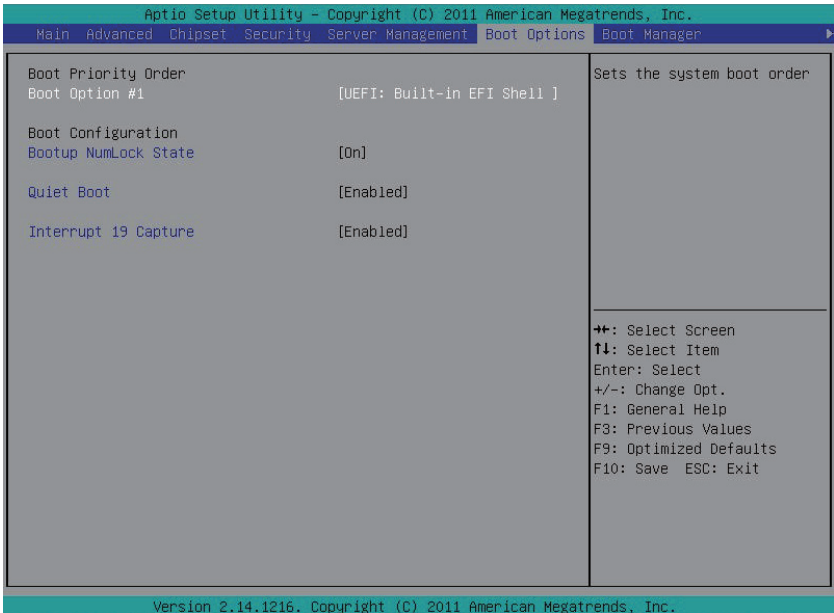 Aptio Setup Utility - Copyright (C) 2011 American Megatrends, Inc.
Main Advanced Chipset Security Server Management Boot Options Boot Manager
Boot Priority Order
Boot Option #1 [UEFI: Built-in EFI Shell ]
Boot Configuration
Bootup NumLock State [On]
Quiet Boot [Enabled]
Interrupt 19 Capture [Enabled]
Sets the system boot order
→←: Select Screen
↑↓: Select Item
Enter: Select
+/-: Change Opt.
F1: General Help
F3: Previous Values
F9: Optimized Defaults
F10: Save ESC: Exit
Version 2.14.1216. Copyright (C) 2011 American Megatrends, Inc.